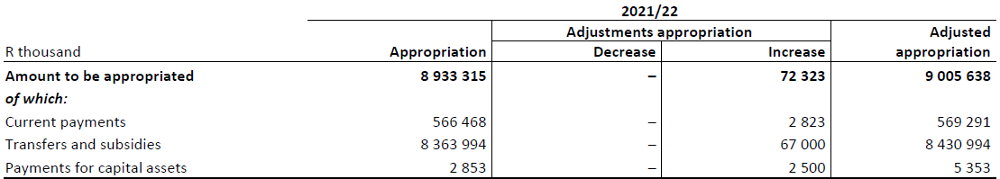 2021/22
Adjustments appropriation Adjusted
R thousand Appropriation Decrease Increase appropriation
Amount to be appropriated 8 933 315 – 72 323 9 005 638
of which:
Current payments 566 468 – 2 823 569 291
Transfers and subsidies 8 363 994 – 67 000 8 430 994
Payments for capital assets 2 853 – 2 500 5 353